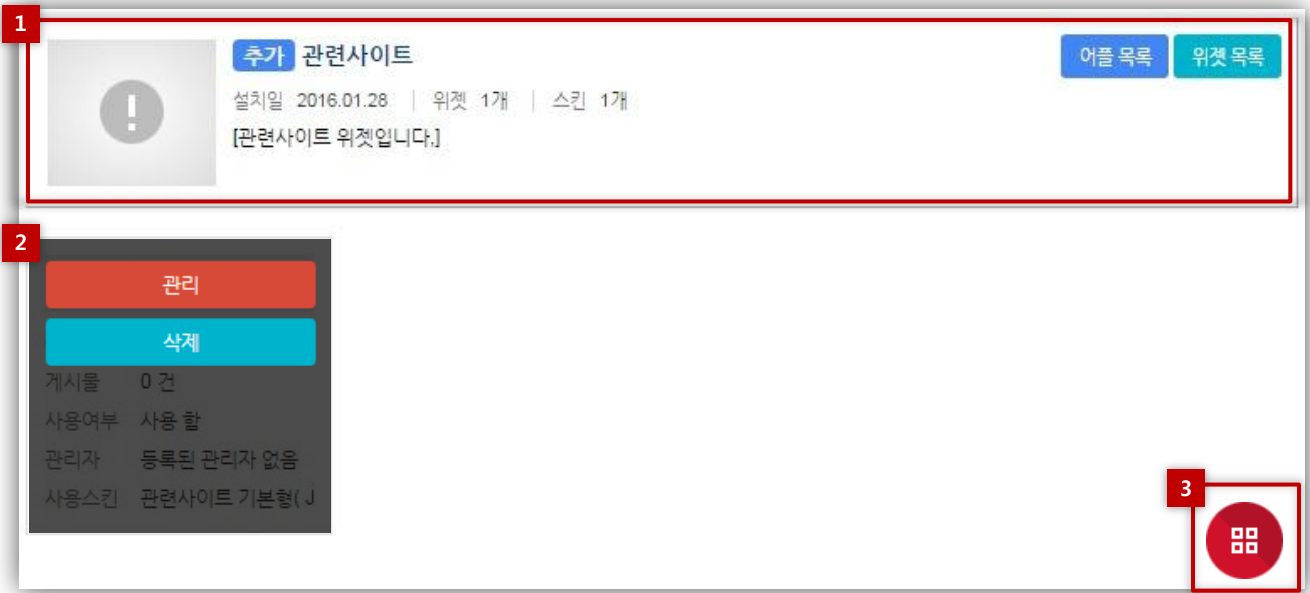 1
추가 관련사이트
어플 목록 위젯 목록
설치일 2016.01.28 | 위젯 1개 | 스킨 1개
[관련사이트 위젯입니다.]
2
관리
삭제
게시물 0 건
사용여부 사용 함
관리자 등록된 관리자 없음
사용스킨 관련사이트 기본형( J
3